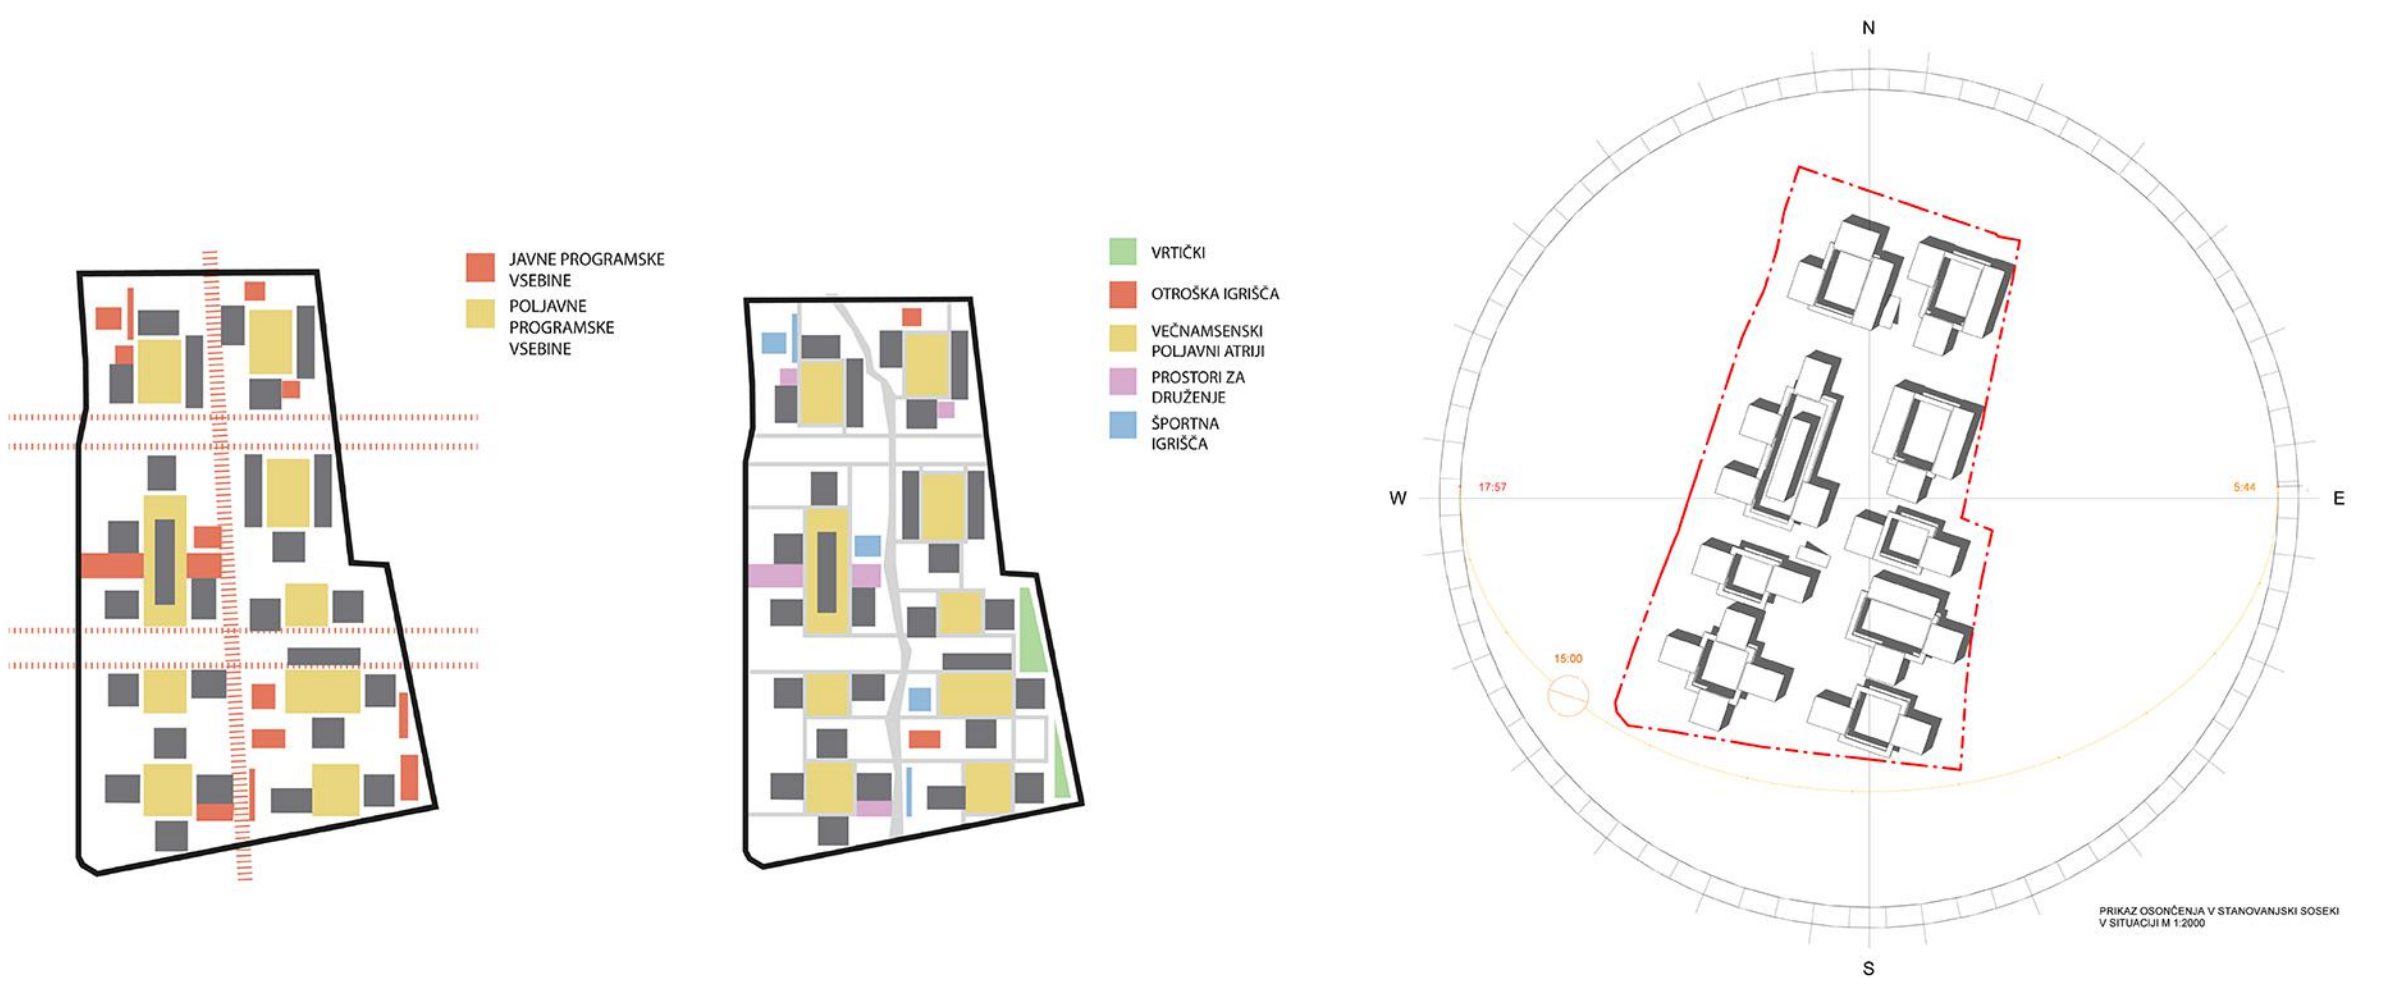 JAVNE PROGRAMSKE
VSEBINE
POLJAVNE
PROGRAMSKE
VSEBINE
VRTIČKI
OTROŠKA IGRIŠČA
VEČNAMSENSKI
POLJAVNI ATRIJI
PROSTORI ZA
DRUŽENJE
ŠPORTNA
IGRIŠČA
N
W
17:57
5:44
E
15:00
S
PRIKAZ OSONČENJA V STANOVANJSKI SOSEKI
V SITUACIJI M 1:2000